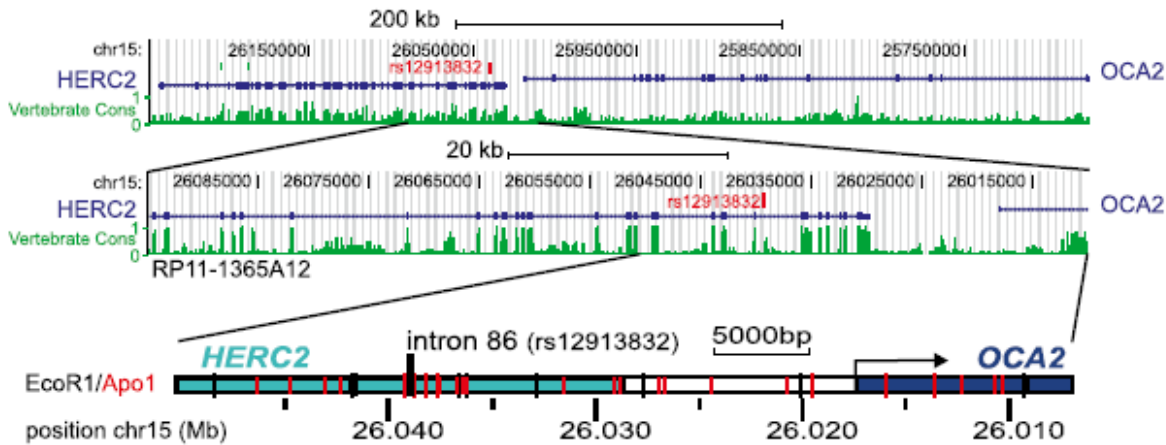 200 kb
chr15: 26150000 26050000 25950000 25850000 25750000
rs12913832
HERC2 OCA2
Vertebrate Cons 1
0
20 kb
chr15: 26085000 26075000 26065000 26055000 26045000 26035000 26025000 26015000
rs12913832
HERC2 OCA2
Vertebrate Cons 1
0
RP11-1365A12
intron 86 (rs12913832) 5000bp
HERC2 OCA2
EcoR1/Apo1
position chr15 (Mb) 26.040 26.030 26.020 26.010